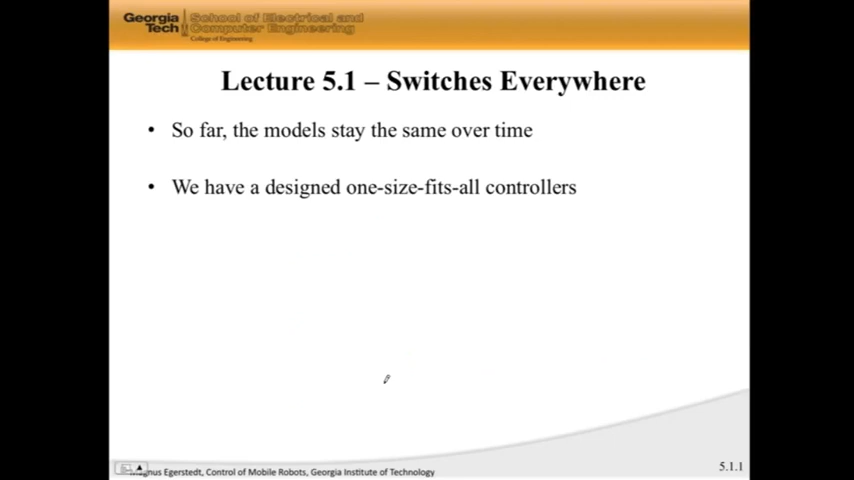 Georgia Tech
School of Electrical and Computer Engineering
College of Engineering
Lecture 5.1 – Switches Everywhere
• So far, the models stay the same over time
• We have a designed one-size-fits-all controllers
Egerstedt, Control of Mobile Robots, Georgia Institute of Technology
5.1.1